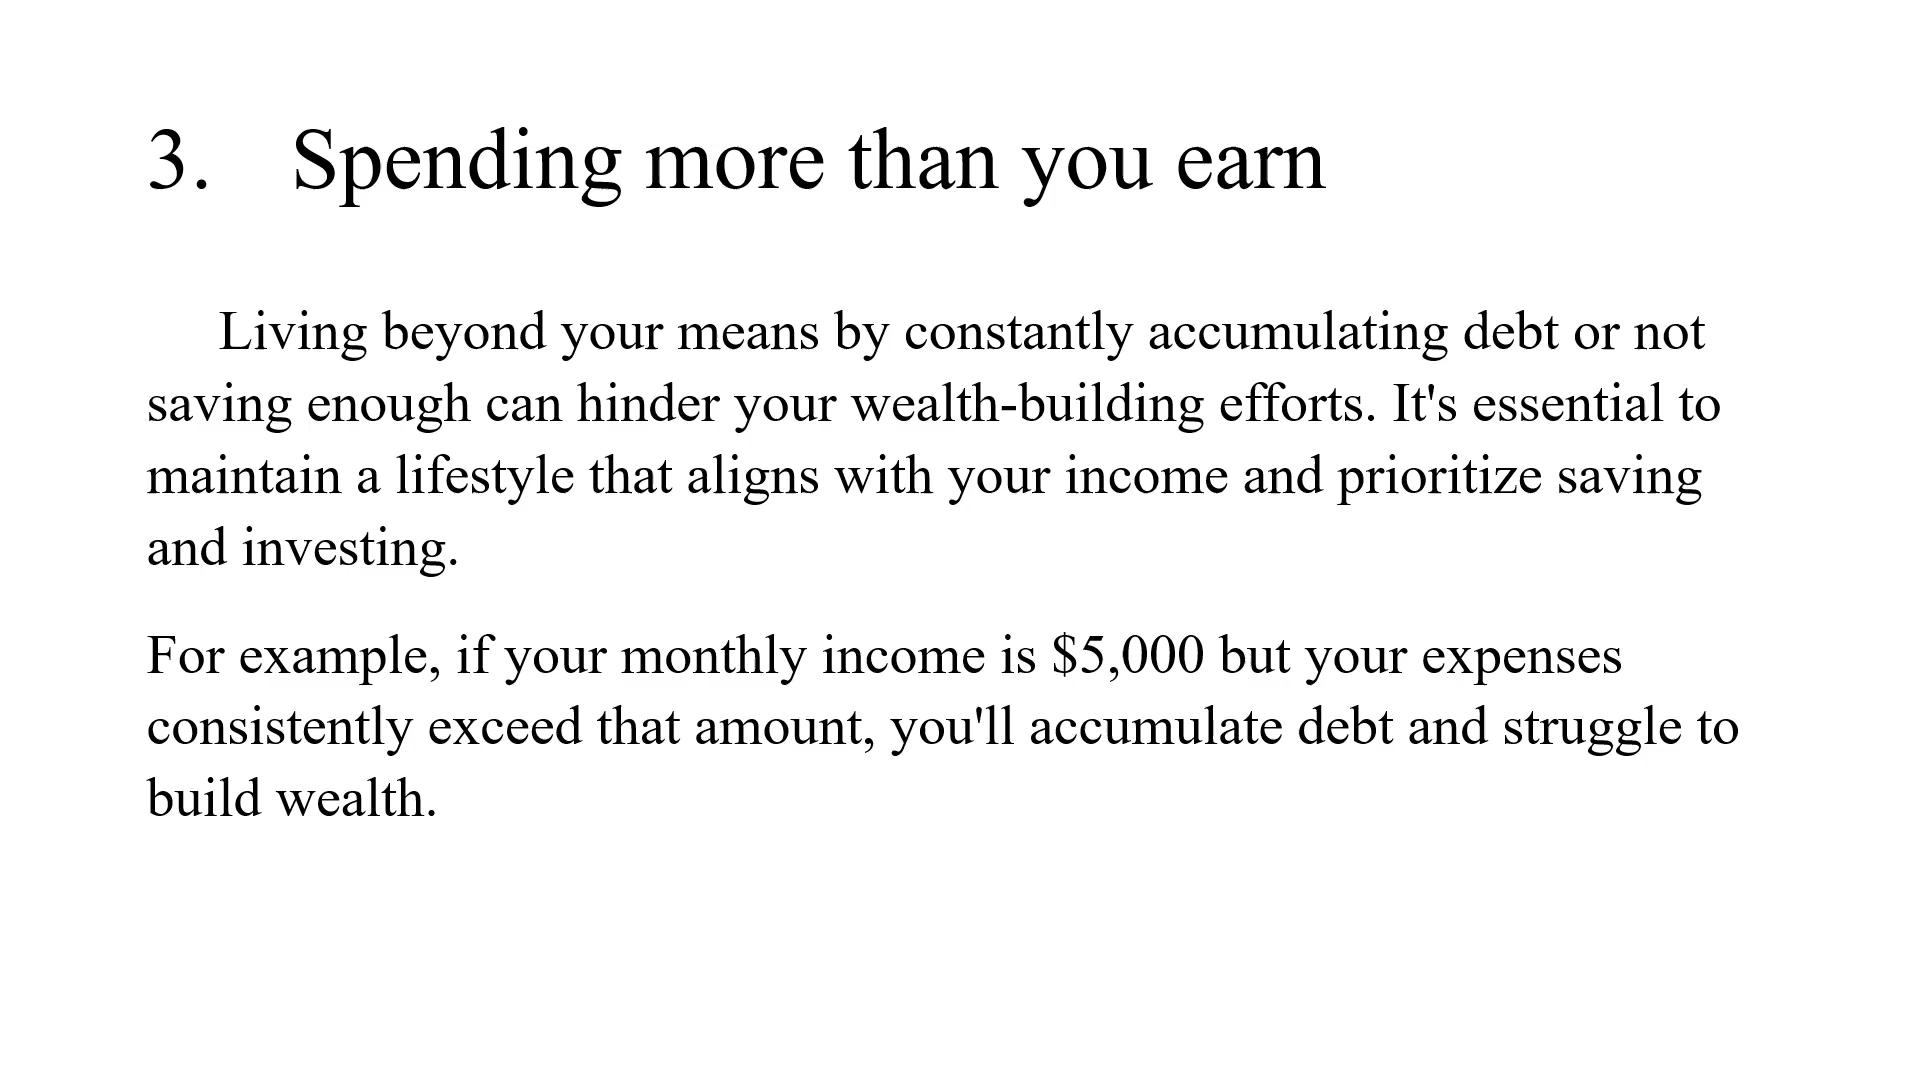 3. Spending more than you earn
Living beyond your means by constantly accumulating debt or not
saving enough can hinder your wealth-building efforts. It's essential to
maintain a lifestyle that aligns with your income and prioritize saving
and investing.
For example, if your monthly income is $5,000 but your expenses
consistently exceed that amount, you'll accumulate debt and struggle to
build wealth.